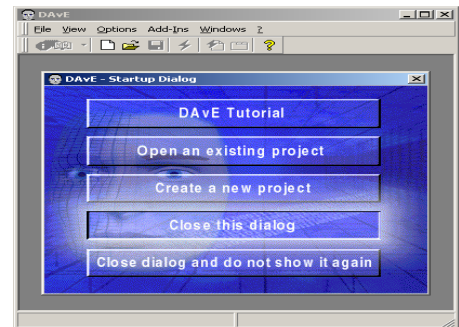 DAvE
File View Options Add-Ins Windows ?
DAvE - Startup Dialog
DAvE Tutorial
Open an existing project
Create a new project
Close this dialog
Close dialog and do not show it again